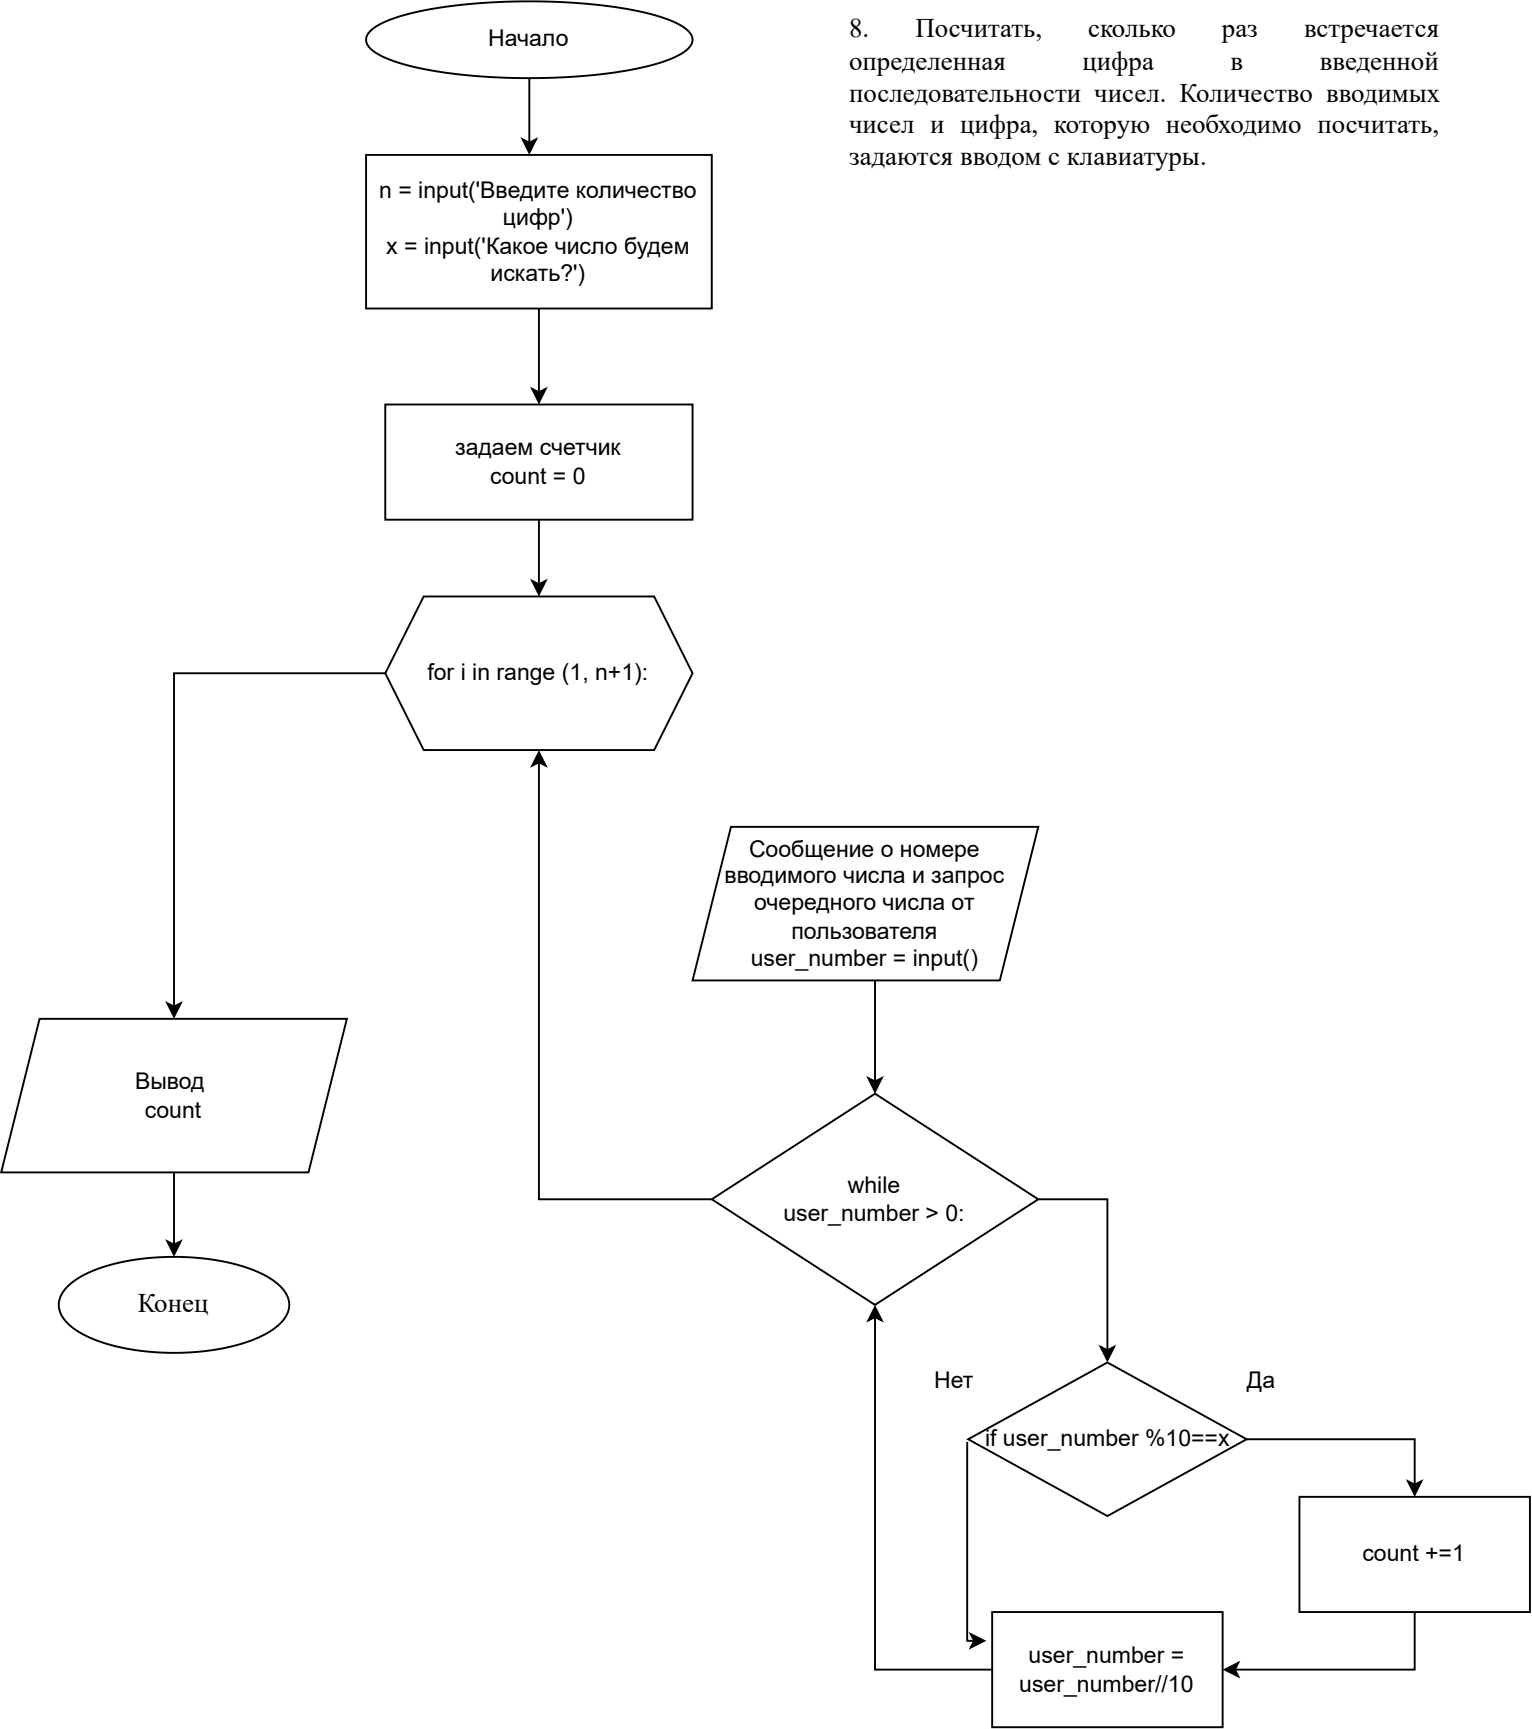 Начало
8. Посчитать, сколько раз встречается
определенная цифра в введенной
последовательности чисел. Количество вводимых
чисел и цифра, которую необходимо посчитать,
задаются вводом с клавиатуры.
n = input('Введите количество
цифр')
x = input('Какое число будем
искать?')
задаем счетчик
count = 0
for i in range (1, n+1):
Сообщение о номере
вводимого числа и запрос
очередного числа от
пользователя
user_number = input()
Вывод
count
while
user_number > 0:
Конец
Нет
Да
if user_number %10==x
count +=1
user_number =
user_number//10